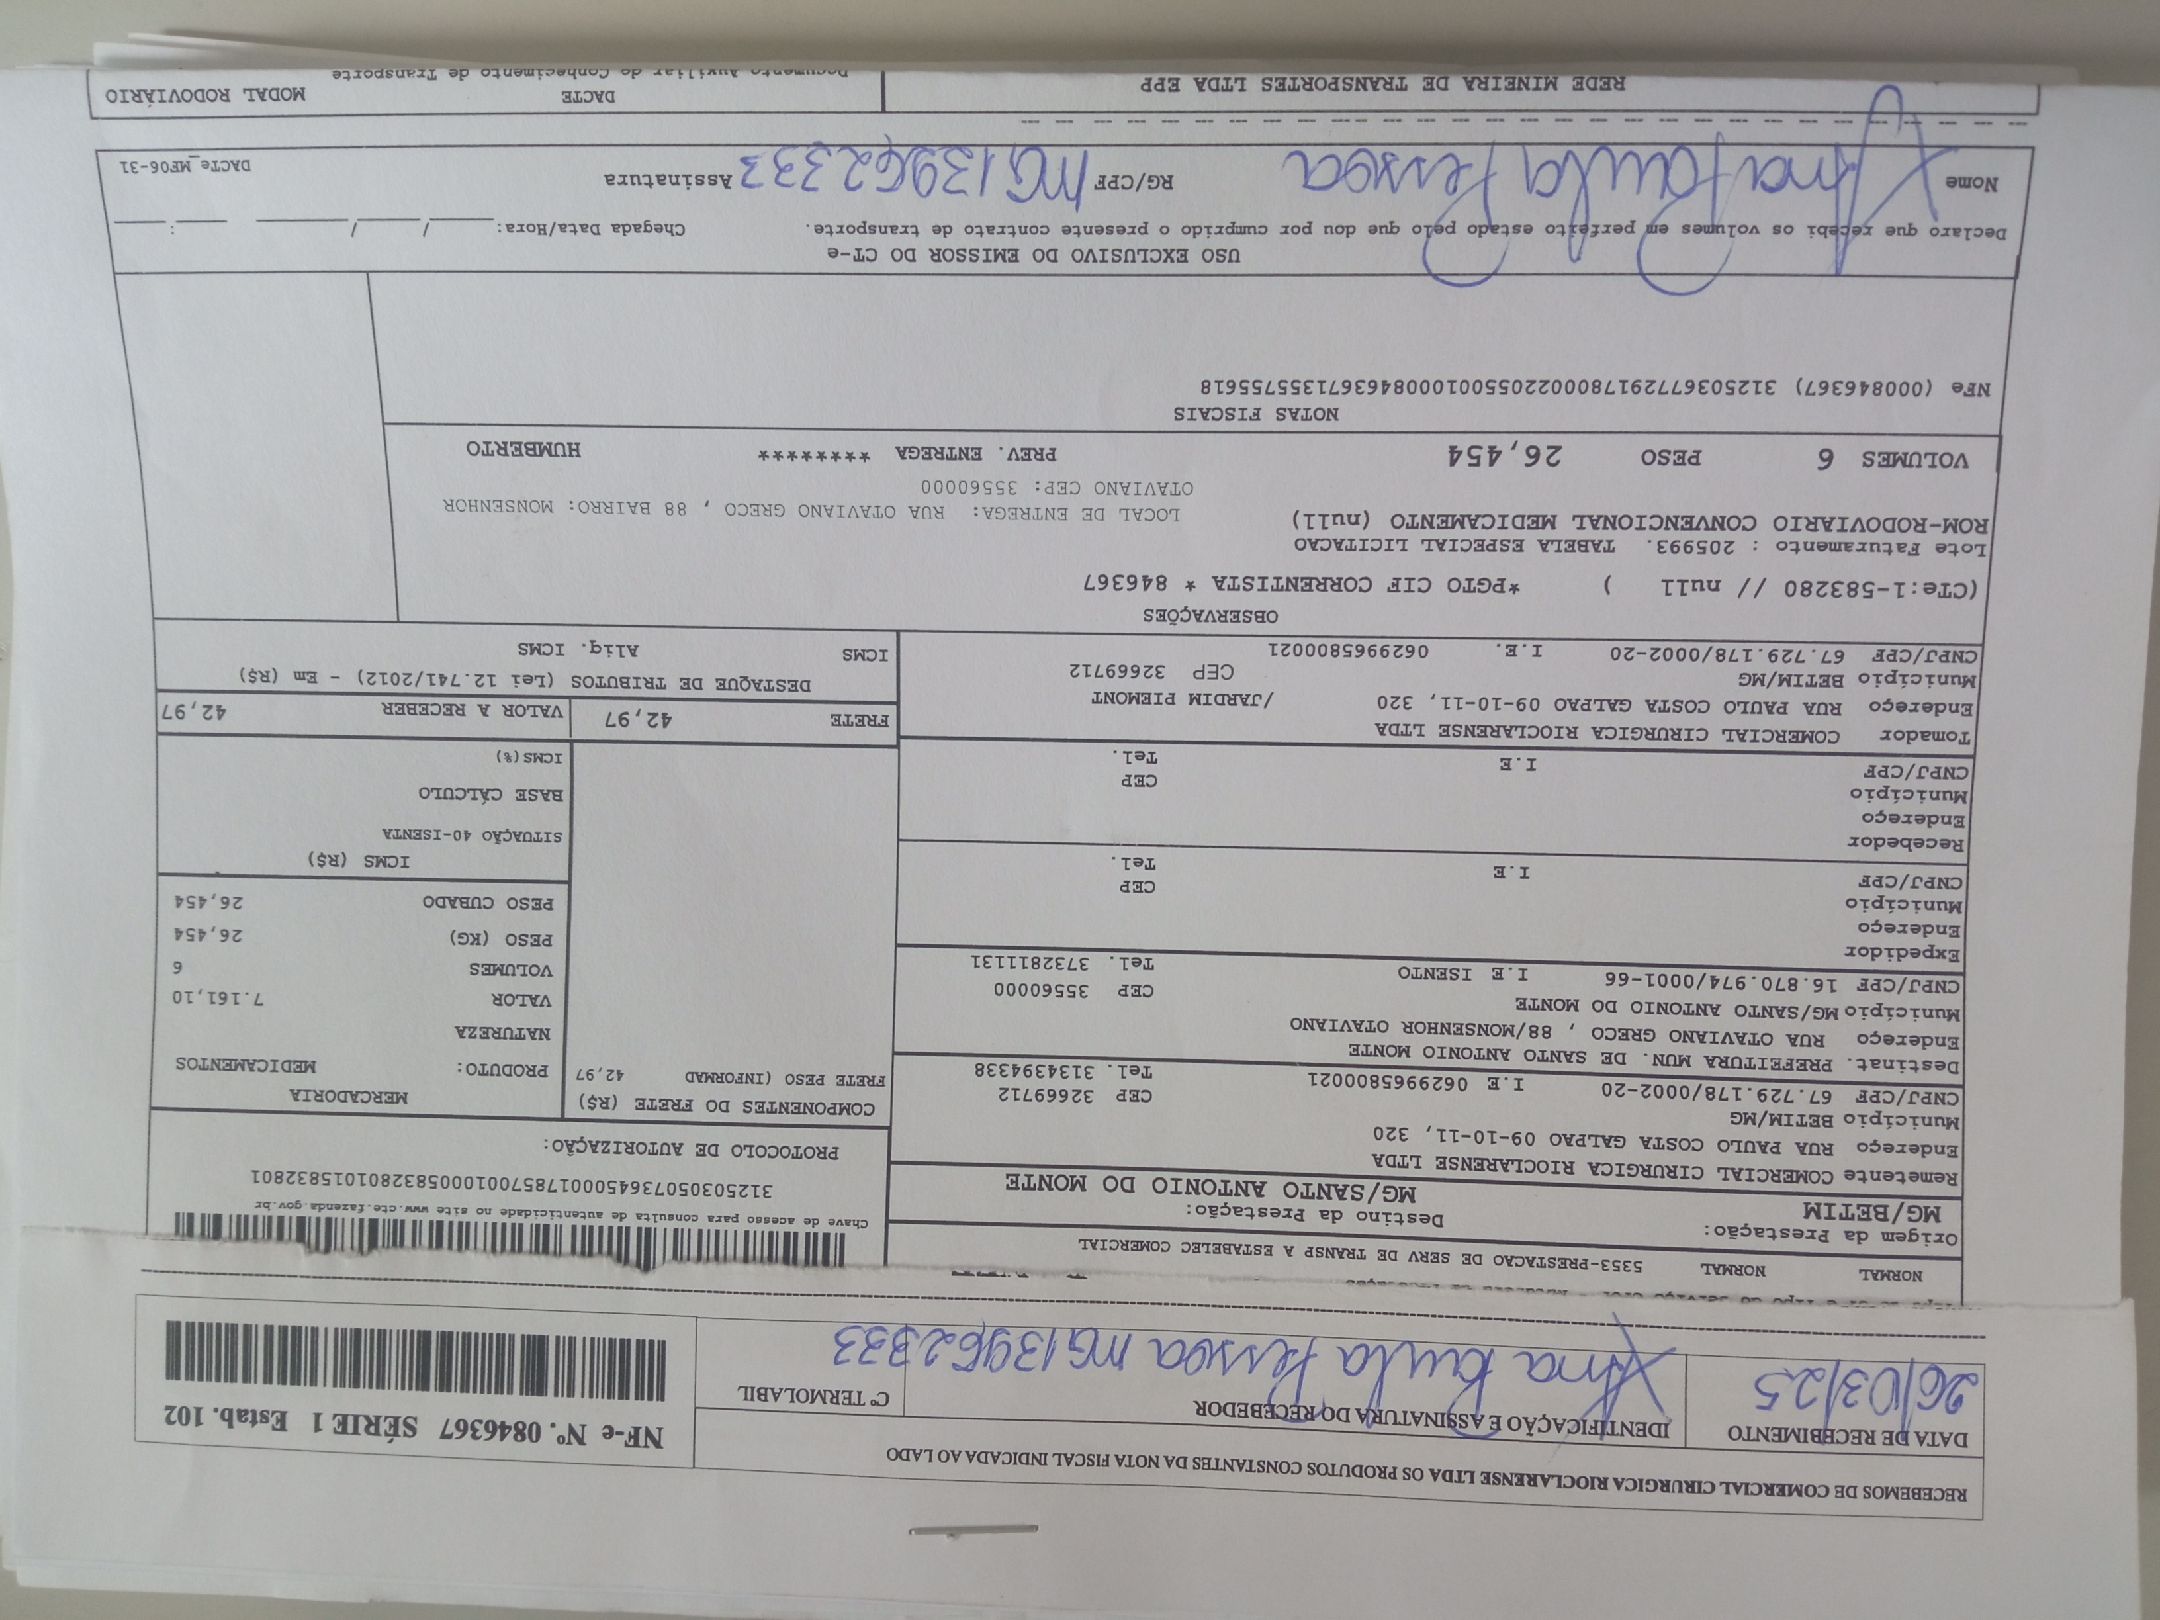 RECEBEMOS DE COMERCIAL CIRURGICA RIOCLARENSE LTDA OS PRODUTOS CONSTANTES DA NOTA FISCAL INDICADA AO LADO
DATA DE RECEBIMENTO
26/03/25
IDENTIFICAÇÃO E ASSINATURA DO RECEBEDOR
Ana Paula Pessoa MG13962333
Cº TERMOLABIL
NF-e Nº. 0846367 SÉRIE 1 Estab. 102
NORMAL NORMAL 5353-PRESTACAO DE SERV DE TRANSP A ESTABELEC COMERCIAL
Origem da Prestação:
MG/BETIM
Destino da Prestação:
MG/SANTO ANTONIO DO MONTE
Chave de acesso para consulta de autenticidade no site www.cte.fazenda.gov.br
31250305073645000178570010005832801015832801
PROTOCOLO DE AUTORIZAÇÃO:
Remetente COMERCIAL CIRURGICA RIOCLARENSE LTDA
Endereço RUA PAULO COSTA GALPAO 09-10-11, 320
Município BETIM/MG CEP 32669712
CNPJ/CPF 67.729.178/0002-20 I.E 0629965800021 Tel. 3134394338
Destinat. PREFEITURA MUN. DE SANTO ANTONIO MONTE
Endereço RUA OTAVIANO GRECO , 88/MONSENHOR OTAVIANO
Município MG/SANTO ANTONIO DO MONTE CEP 35560000
CNPJ/CPF 16.870.974/0001-66 I.E ISENTO Tel. 3732811131
Expedidor
Endereço
Município CEP
CNPJ/CPF I.E Tel.
Recebedor
Endereço
Município CEP
CNPJ/CPF I.E Tel.
Tomador COMERCIAL CIRURGICA RIOCLARENSE LTDA
Endereço RUA PAULO COSTA GALPAO 09-10-11, 320 /JARDIM PIEMONT
Município BETIM/MG CEP 32669712
CNPJ/CPF 67.729.178/0002-20 I.E. 0629965800021
COMPONENTES DO FRETE (R$)
FRETE PESO (INFORMAD 42,97
MERCADORIA
PRODUTO: MEDICAMENTOS
NATUREZA
VALOR 7.161,10
VOLUMES 6
PESO (KG) 26,454
PESO CUBADO 26,454
ICMS (R$)
SITUAÇÃO 40-ISENTA
BASE CÁLCULO
ICMS(%)
FRETE 42,97 VALOR A RECEBER 42,97
DESTAQUE DE TRIBUTOS (Lei 12.741/2012) - Em (R$)
ICMS Aliq. ICMS
OBSERVAÇÕES
(CTe:1-583280 // null ) *PGTO CIF CORRENTISTA * 846367
Lote Faturamento : 205993. TABELA ESPECIAL LICITACAO
ROM-RODOVIARIO CONVENCIONAL MEDICAMENTO (null)
LOCAL DE ENTREGA: RUA OTAVIANO GRECO , 88 BAIRRO: MONSENHOR
OTAVIANO CEP: 35560000
VOLUMES 6 PESO 26,454 PREV. ENTREGA ******** HUMBERTO
NOTAS FISCAIS
NFe (000846367) 31250367729178000220550010008463671355755618
USO EXCLUSIVO DO EMISSOR DO CT-e
Declaro que recebi os volumes em perfeito estado pelo que dou por cumprido o presente contrato de transporte. Chegada Data/Hora: ____/____/____ ____:____
Nome Ana Paula Pessoa RG/CPF MG13962333 Assinatura
DACTe_MF06-31
REDE MINEIRA DE TRANSPORTES LTDA EPP
DACTE MODAL RODOVIÁRIO
Documento Auxiliar do Conhecimento de Transporte